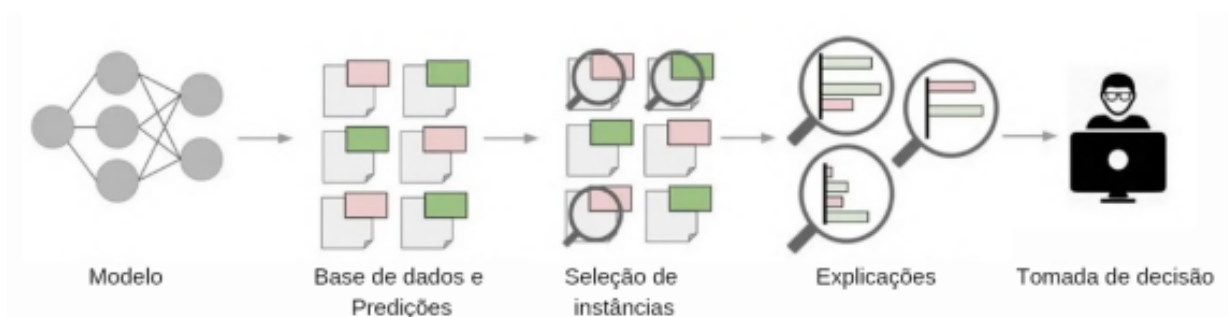 Modelo
Base de dados e
Predições
Seleção de
instâncias
Explicações
Tomada de decisão